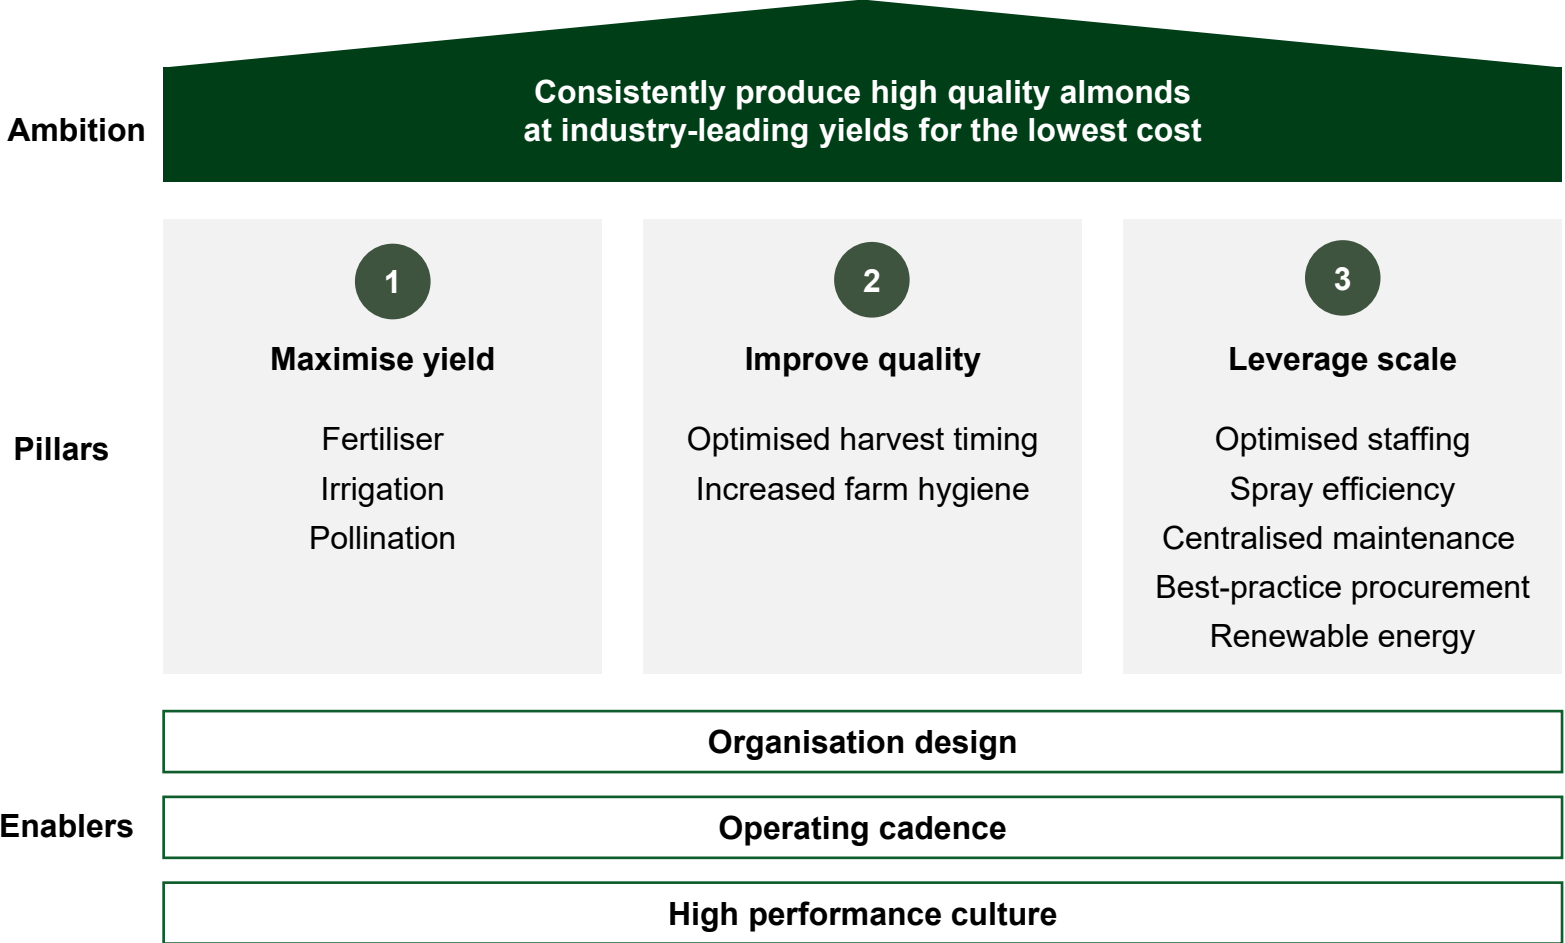 Ambition
Consistently produce high quality almonds
at industry-leading yields for the lowest cost
Pillars
1
Maximise yield
Fertiliser
Irrigation
Pollination
2
Improve quality
Optimised harvest timing
Increased farm hygiene
3
Leverage scale
Optimised staffing
Spray efficiency
Centralised maintenance
Best-practice procurement
Renewable energy
Enablers
Organisation design
Operating cadence
High performance culture